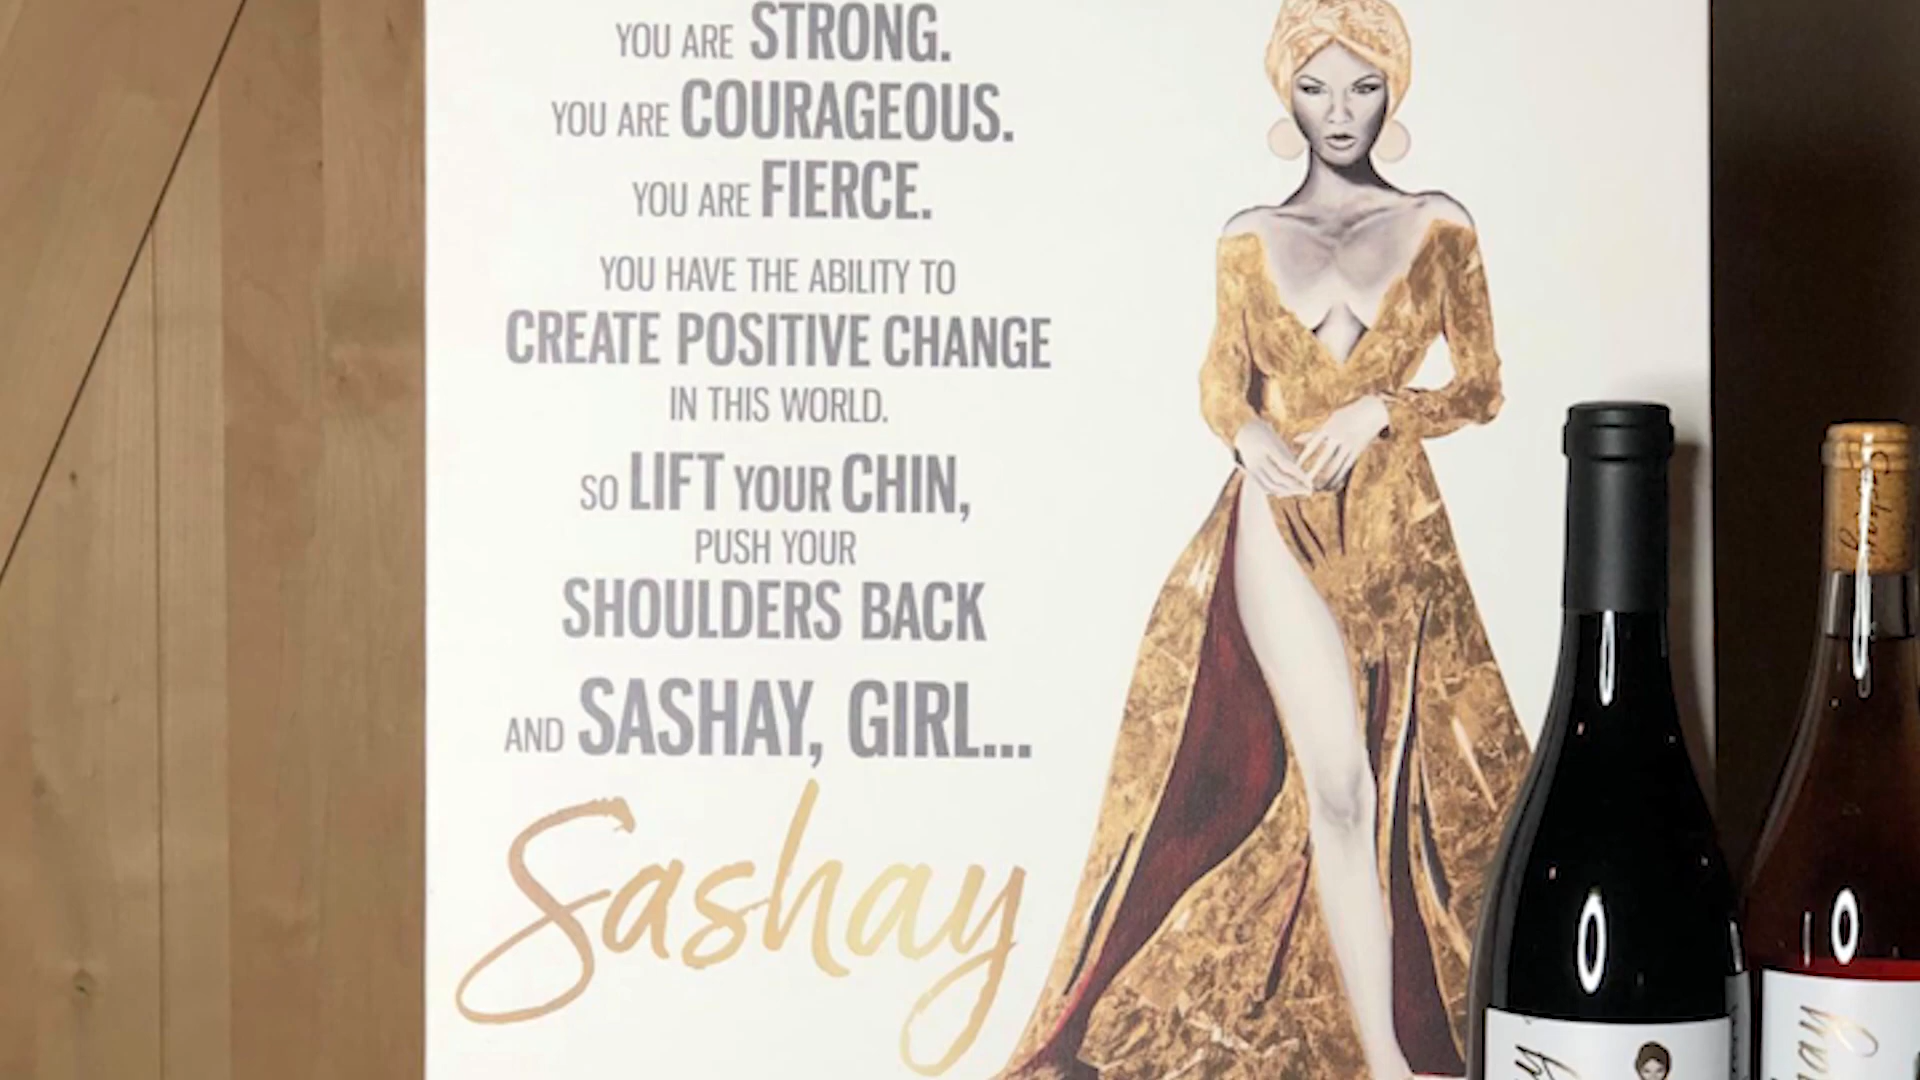 YOU ARE STRONG.
YOU ARE COURAGEOUS.
YOU ARE FIERCE.
YOU HAVE THE ABILITY TO
CREATE POSITIVE CHANGE
IN THIS WORLD.
SO LIFT YOUR CHIN,
PUSH YOUR
SHOULDERS BACK
AND SASHAY, GIRL...
Sashay
Sashay